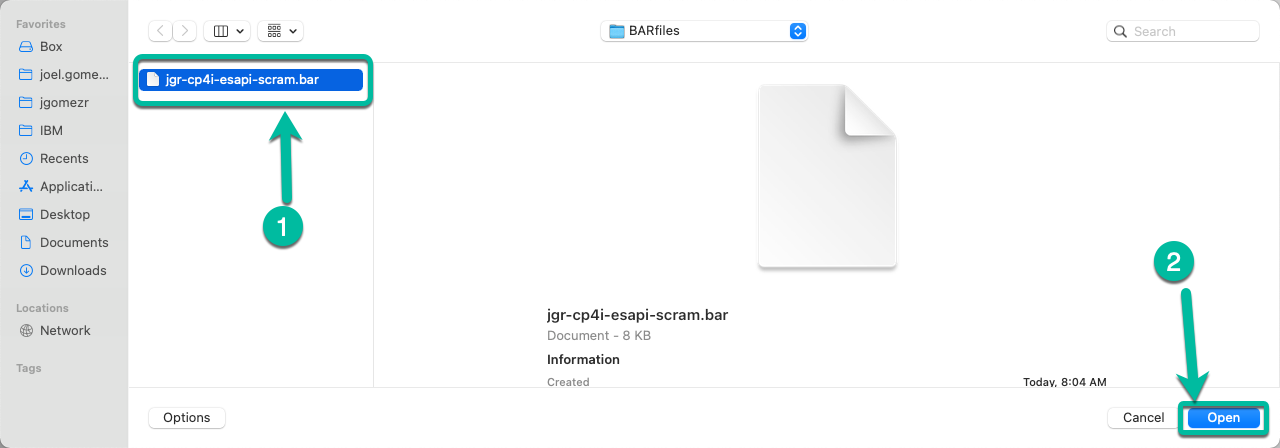 Favorites
Box
joel.gome...
jgomezr
IBM
Recents
Applicati...
Desktop
Documents
Downloads
Locations
Network
Tags
BARfiles
Search
jgr-cp4i-esapi-scram.bar
1
jgr-cp4i-esapi-scram.bar
Document - 8 KB
Information
Created Today, 8:04 AM
2
Options
Cancel
Open